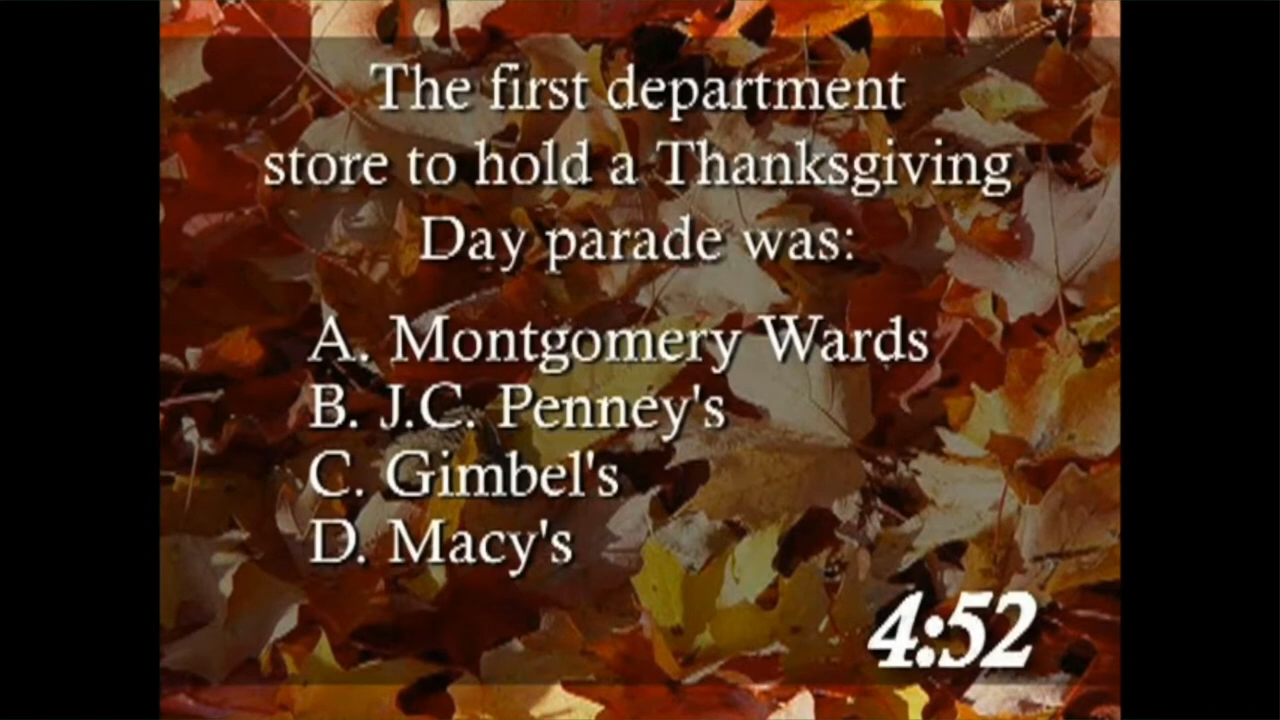 The first department
store to hold a Thanksgiving
Day parade was:
A. Montgomery Wards
B. J.C. Penney's
C. Gimbel's
D. Macy's
4:52